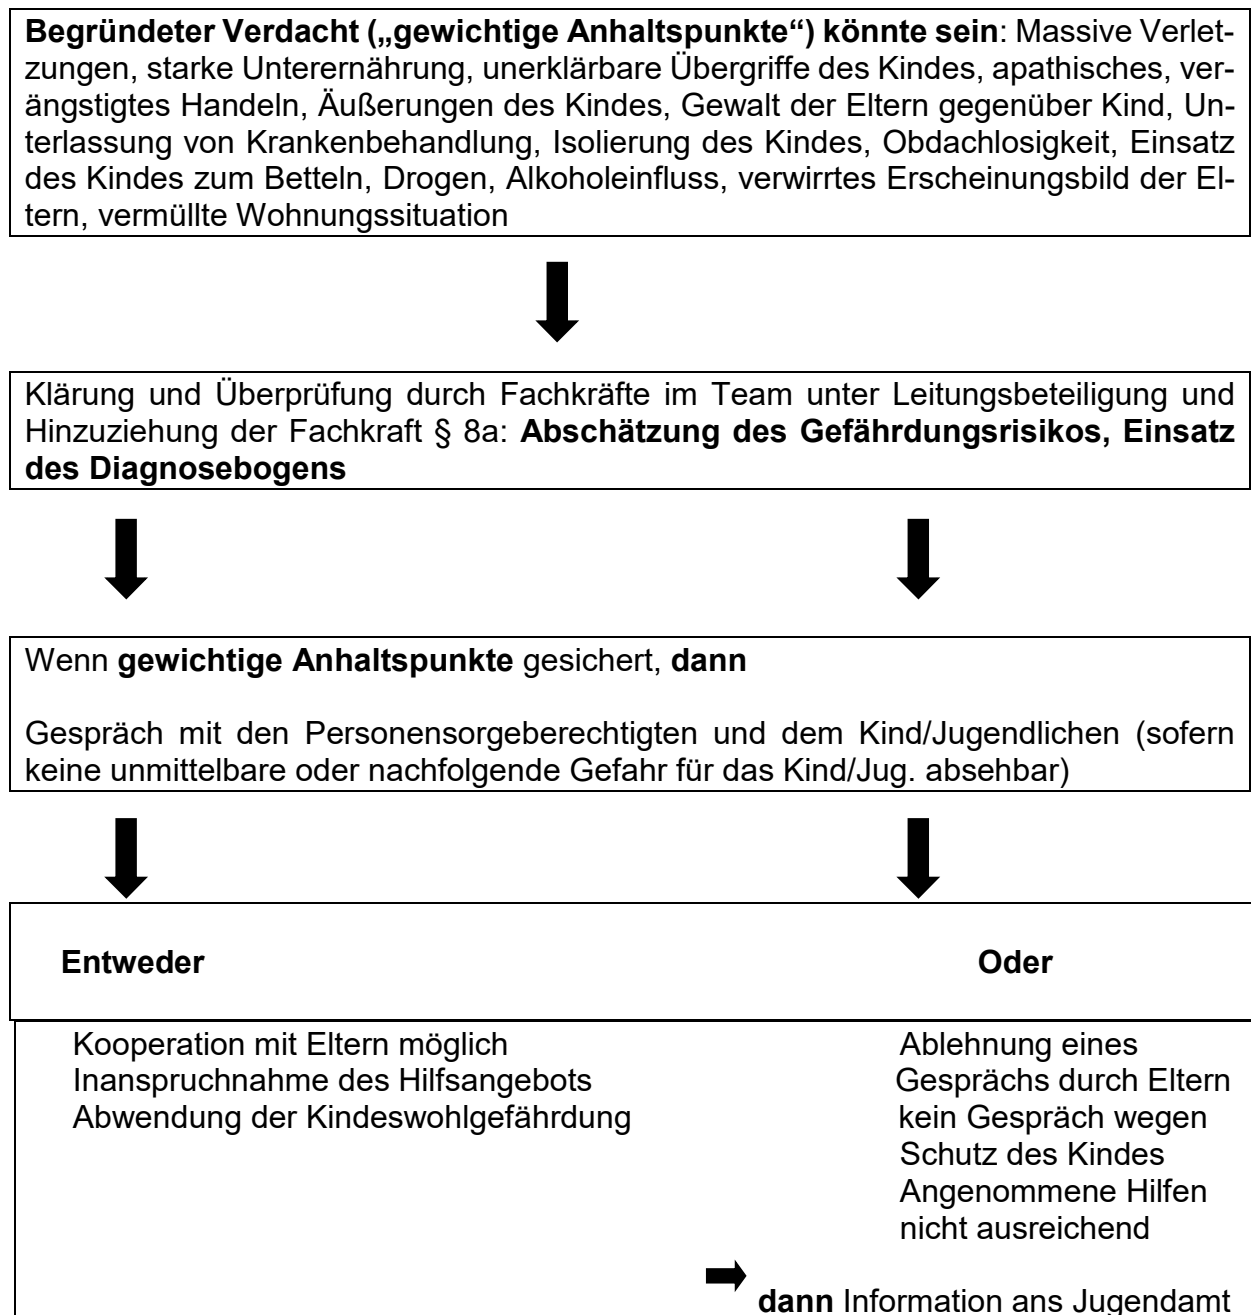 Begründeter Verdacht („gewichtige Anhaltspunkte“) könnte sein: Massive Verlet-
zungen, starke Unterernährung, unerklärbare Übergriffe des Kindes, apathisches, ver-
ängstigtes Handeln, Äußerungen des Kindes, Gewalt der Eltern gegenüber Kind, Un-
terlassung von Krankenbehandlung, Isolierung des Kindes, Obdachlosigkeit, Einsatz
des Kindes zum Betteln, Drogen, Alkoholeinfluss, verwirrtes Erscheinungsbild der El-
tern, vermüllte Wohnungssituation
Klärung und Überprüfung durch Fachkräfte im Team unter Leitungsbeteiligung und
Hinzuziehung der Fachkraft § 8a: Abschätzung des Gefährdungsrisikos, Einsatz
des Diagnosebogens
Wenn gewichtige Anhaltspunkte gesichert, dann
Gespräch mit den Personensorgeberechtigten und dem Kind/Jugendlichen (sofern
keine unmittelbare oder nachfolgende Gefahr für das Kind/Jug. absehbar)
Entweder
Kooperation mit Eltern möglich
Inanspruchnahme des Hilfsangebots
Abwendung der Kindeswohlgefährdung
Oder
Ablehnung eines
Gesprächs durch Eltern
kein Gespräch wegen
Schutz des Kindes
Angenommene Hilfen
nicht ausreichend
dann Information ans Jugendamt